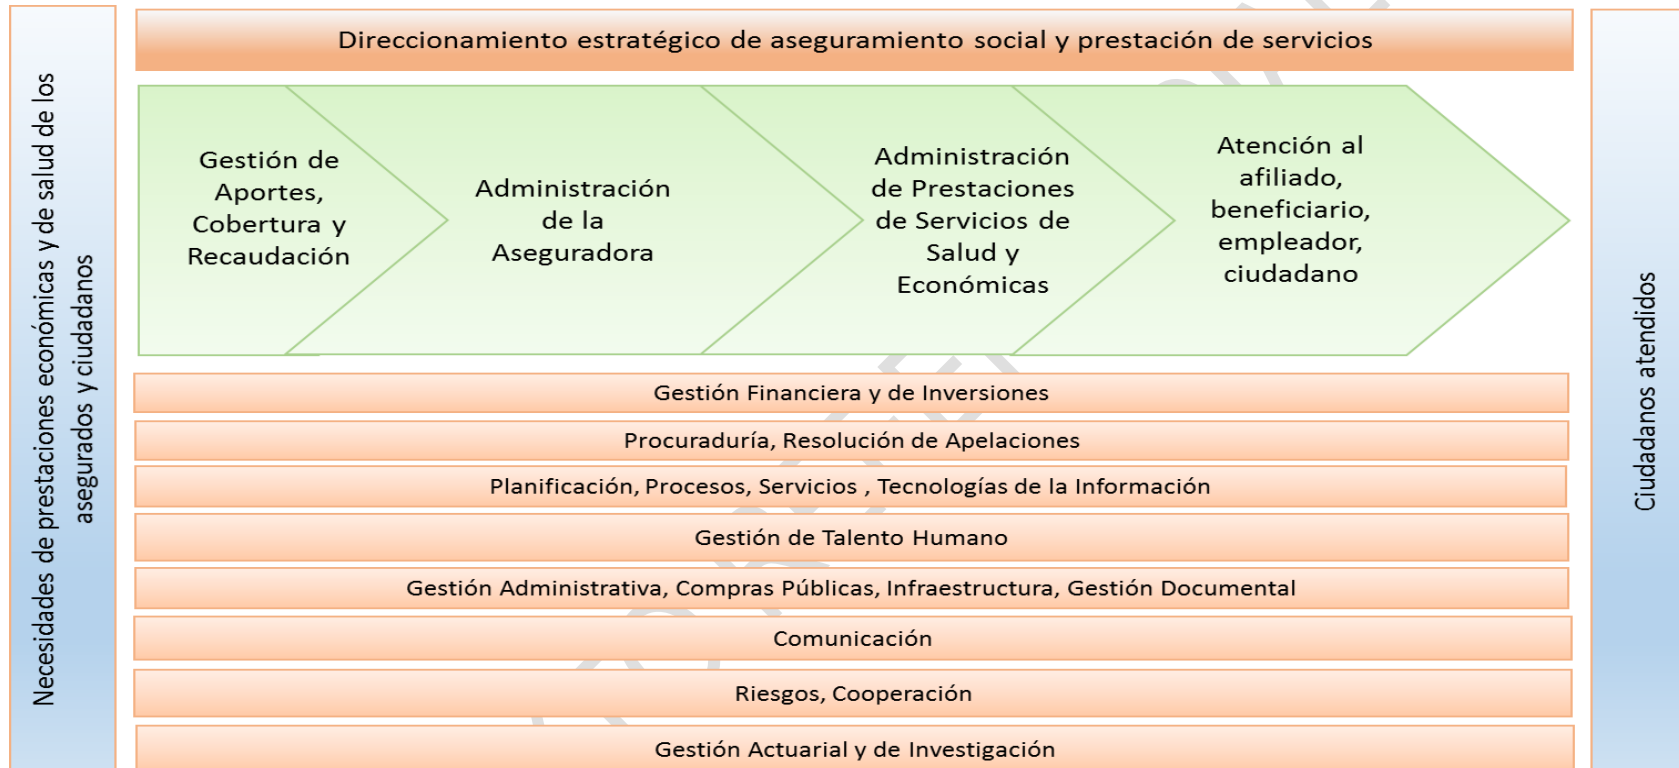 Necesidades de prestaciones económicas y de salud de los
asegurados y ciudadanos
Direccionamiento estratégico de aseguramiento social y prestación de servicios
Gestión de
Aportes,
Cobertura y
Recaudación
Administración
de la
Aseguradora
Administración
de Prestaciones
de Servicios de
Salud y
Económicas
Atención al
afiliado,
beneficiario,
empleador,
ciudadano
Gestión Financiera y de Inversiones
Procuraduría, Resolución de Apelaciones
Planificación, Procesos, Servicios , Tecnologías de la Información
Gestión de Talento Humano
Gestión Administrativa, Compras Públicas, Infraestructura, Gestión Documental
Comunicación
Riesgos, Cooperación
Gestión Actuarial y de Investigación
Ciudadanos atendidos